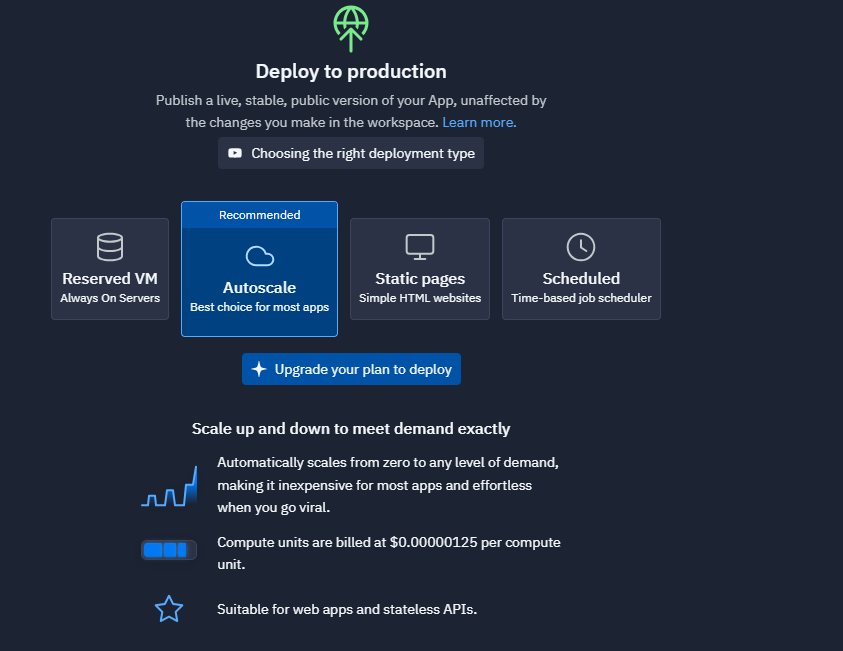 Deploy to production
Publish a live, stable, public version of your App, unaffected by
the changes you make in the workspace. Learn more.
Choosing the right deployment type
Reserved VM
Always On Servers
Recommended
Autoscale
Best choice for most apps
Static pages
Simple HTML websites
Scheduled
Time-based job scheduler
Upgrade your plan to deploy
Scale up and down to meet demand exactly
Automatically scales from zero to any level of demand,
making it inexpensive for most apps and effortless
when you go viral.
Compute units are billed at $0.00000125 per compute
unit.
Suitable for web apps and stateless APIs.